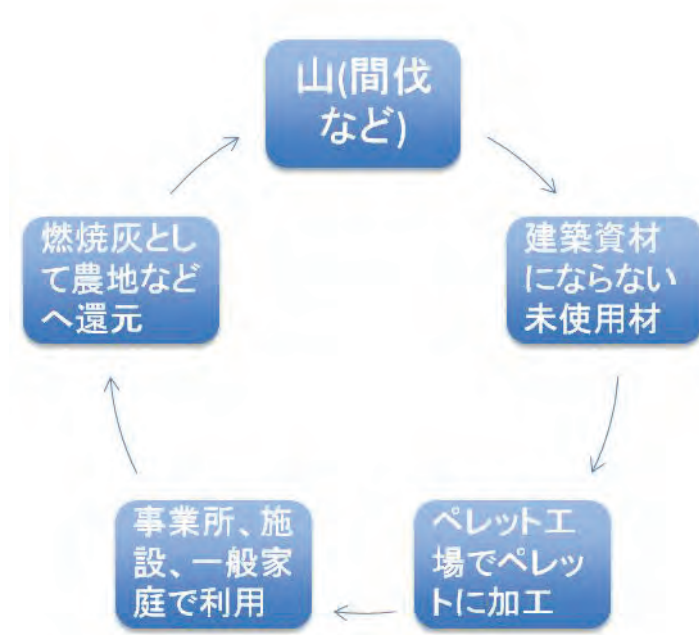 山(間伐
など)
建築資材
にならない
未使用材
ペレット工
場でペレッ
トに加工
事業所、施
設、一般家
庭で利用
燃焼灰とし
て農地など
へ還元